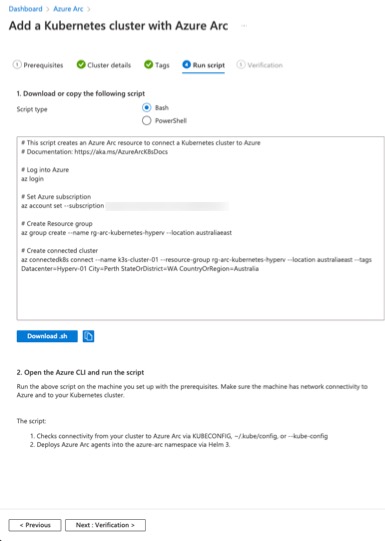 Dashboard > Azure Arc >
Add a Kubernetes cluster with Azure Arc ...
Prerequisites Cluster details Tags 4 Run script 5 Verification
1. Download or copy the following script
Script type
Bash
PowerShell
# This script creates an Azure Arc resource to connect a Kubernetes cluster to Azure
# Documentation: https://aka.ms/AzureArcK8sDocs
# Log into Azure
az login
# Set Azure subscription
az account set --subscription
# Create Resource group
az group create --name rg-arc-kubernetes-hyperv --location australiaeast
# Create connected cluster
az connectedk8s connect --name k3s-cluster-01 --resource-group rg-arc-kubernetes-hyperv --location australiaeast --tags
Datacenter=Hyperv-01 City=Perth StateOrDistrict=WA CountryOrRegion=Australia
Download .sh
2. Open the Azure CLI and run the script
Run the above script on the machine you set up with the prerequisites. Make sure the machine has network connectivity to
Azure and to your Kubernetes cluster.
The script:
1. Checks connectivity from your cluster to Azure Arc via KUBECONFIG, ~/.kube/config, or --kube-config
2. Deploys Azure Arc agents into the azure-arc namespace via Helm 3.
< Previous
Next : Verification >